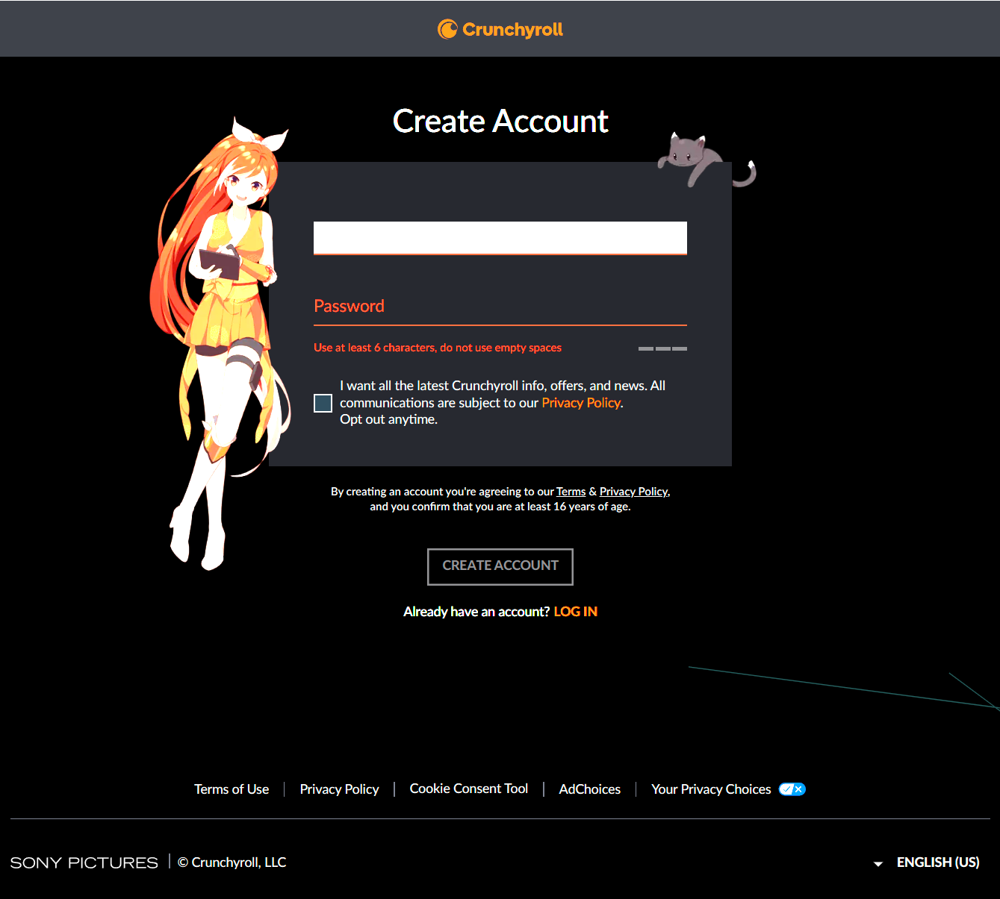 Crunchyroll
Create Account
Password
Use at least 6 characters, do not use empty spaces
I want all the latest Crunchyroll info, offers, and news. All
communications are subject to our Privacy Policy.
Opt out anytime.
By creating an account you're agreeing to our Terms & Privacy Policy,
and you confirm that you are at least 16 years of age.
CREATE ACCOUNT
Already have an account? LOG IN
Terms of Use | Privacy Policy | Cookie Consent Tool | AdChoices | Your Privacy Choices
SONY PICTURES | © Crunchyroll, LLC
ENGLISH (US)